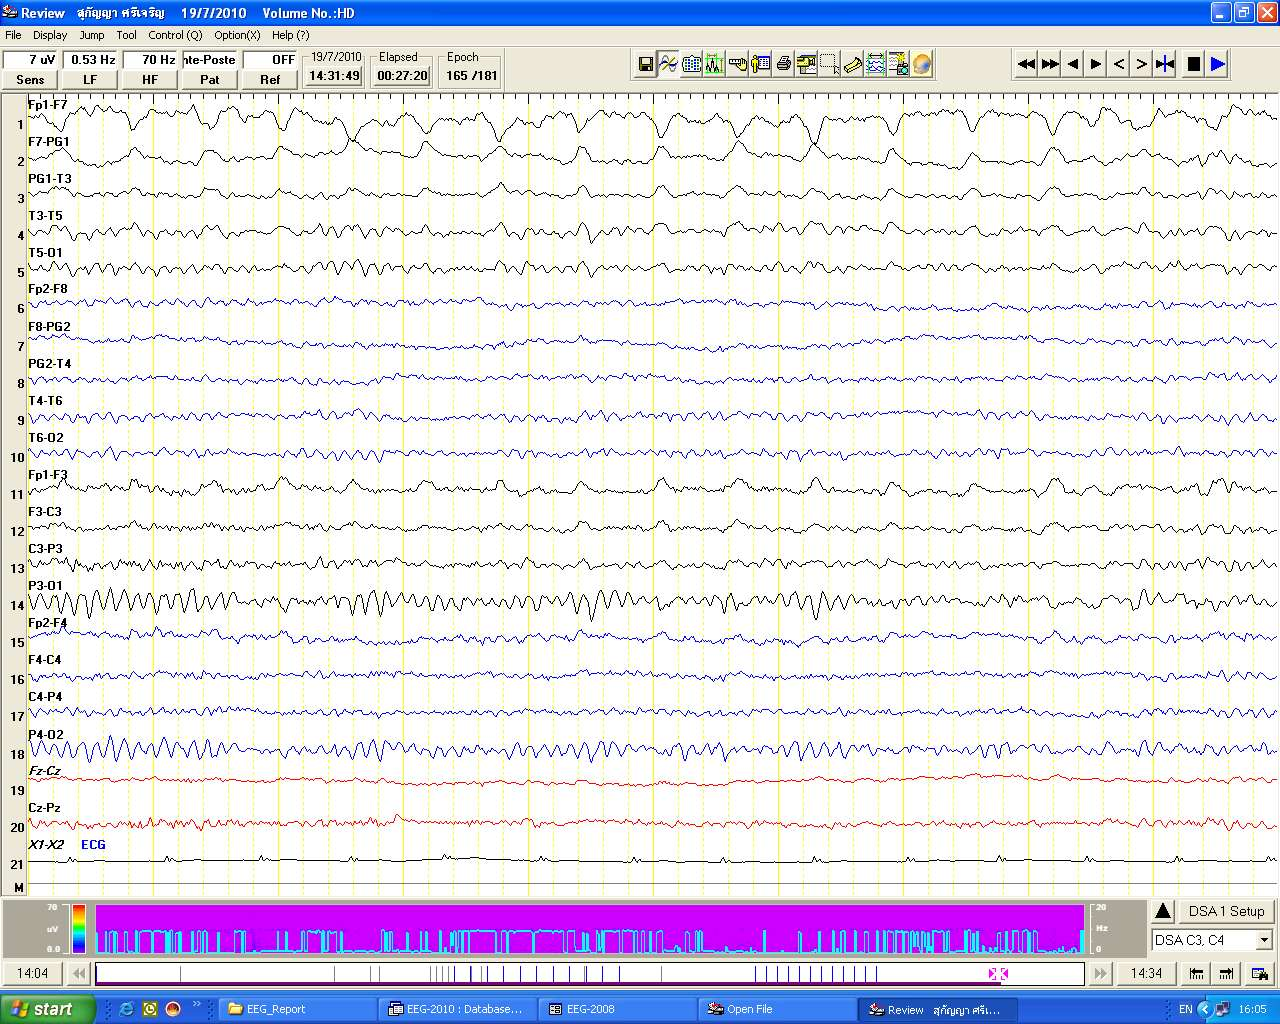 Review สุกัญญา ศรีเจริญ 19/7/2010 Volume No.:HD
File Display Jump Tool Control (Q) Option(X) Help (?)
7 uV 0.53 Hz 70 Hz nte-Poste OFF 19/7/2010 Elapsed Epoch
Sens LF HF Pat Ref 14:31:49 00:27:20 165 /181
Fp1-F7
1
F7-PG1
2
PG1-T3
3
T3-T5
4
T5-O1
5
Fp2-F8
6
F8-PG2
7
PG2-T4
8
T4-T6
9
T6-O2
10
Fp1-F3
11
F3-C3
12
C3-P3
13
P3-O1
14
Fp2-F4
15
F4-C4
16
C4-P4
17
P4-O2
18
Fz-Cz
19
Cz-Pz
20
X1-X2 ECG
21
M
70 uV 0.0
20 Hz 0
DSA 1 Setup
DSA C3, C4
14:04 14:34
start EEG_Report EEG-2010 : Database... EEG-2008 Open File Review สุกัญญา ศรีเ... EN 16:05